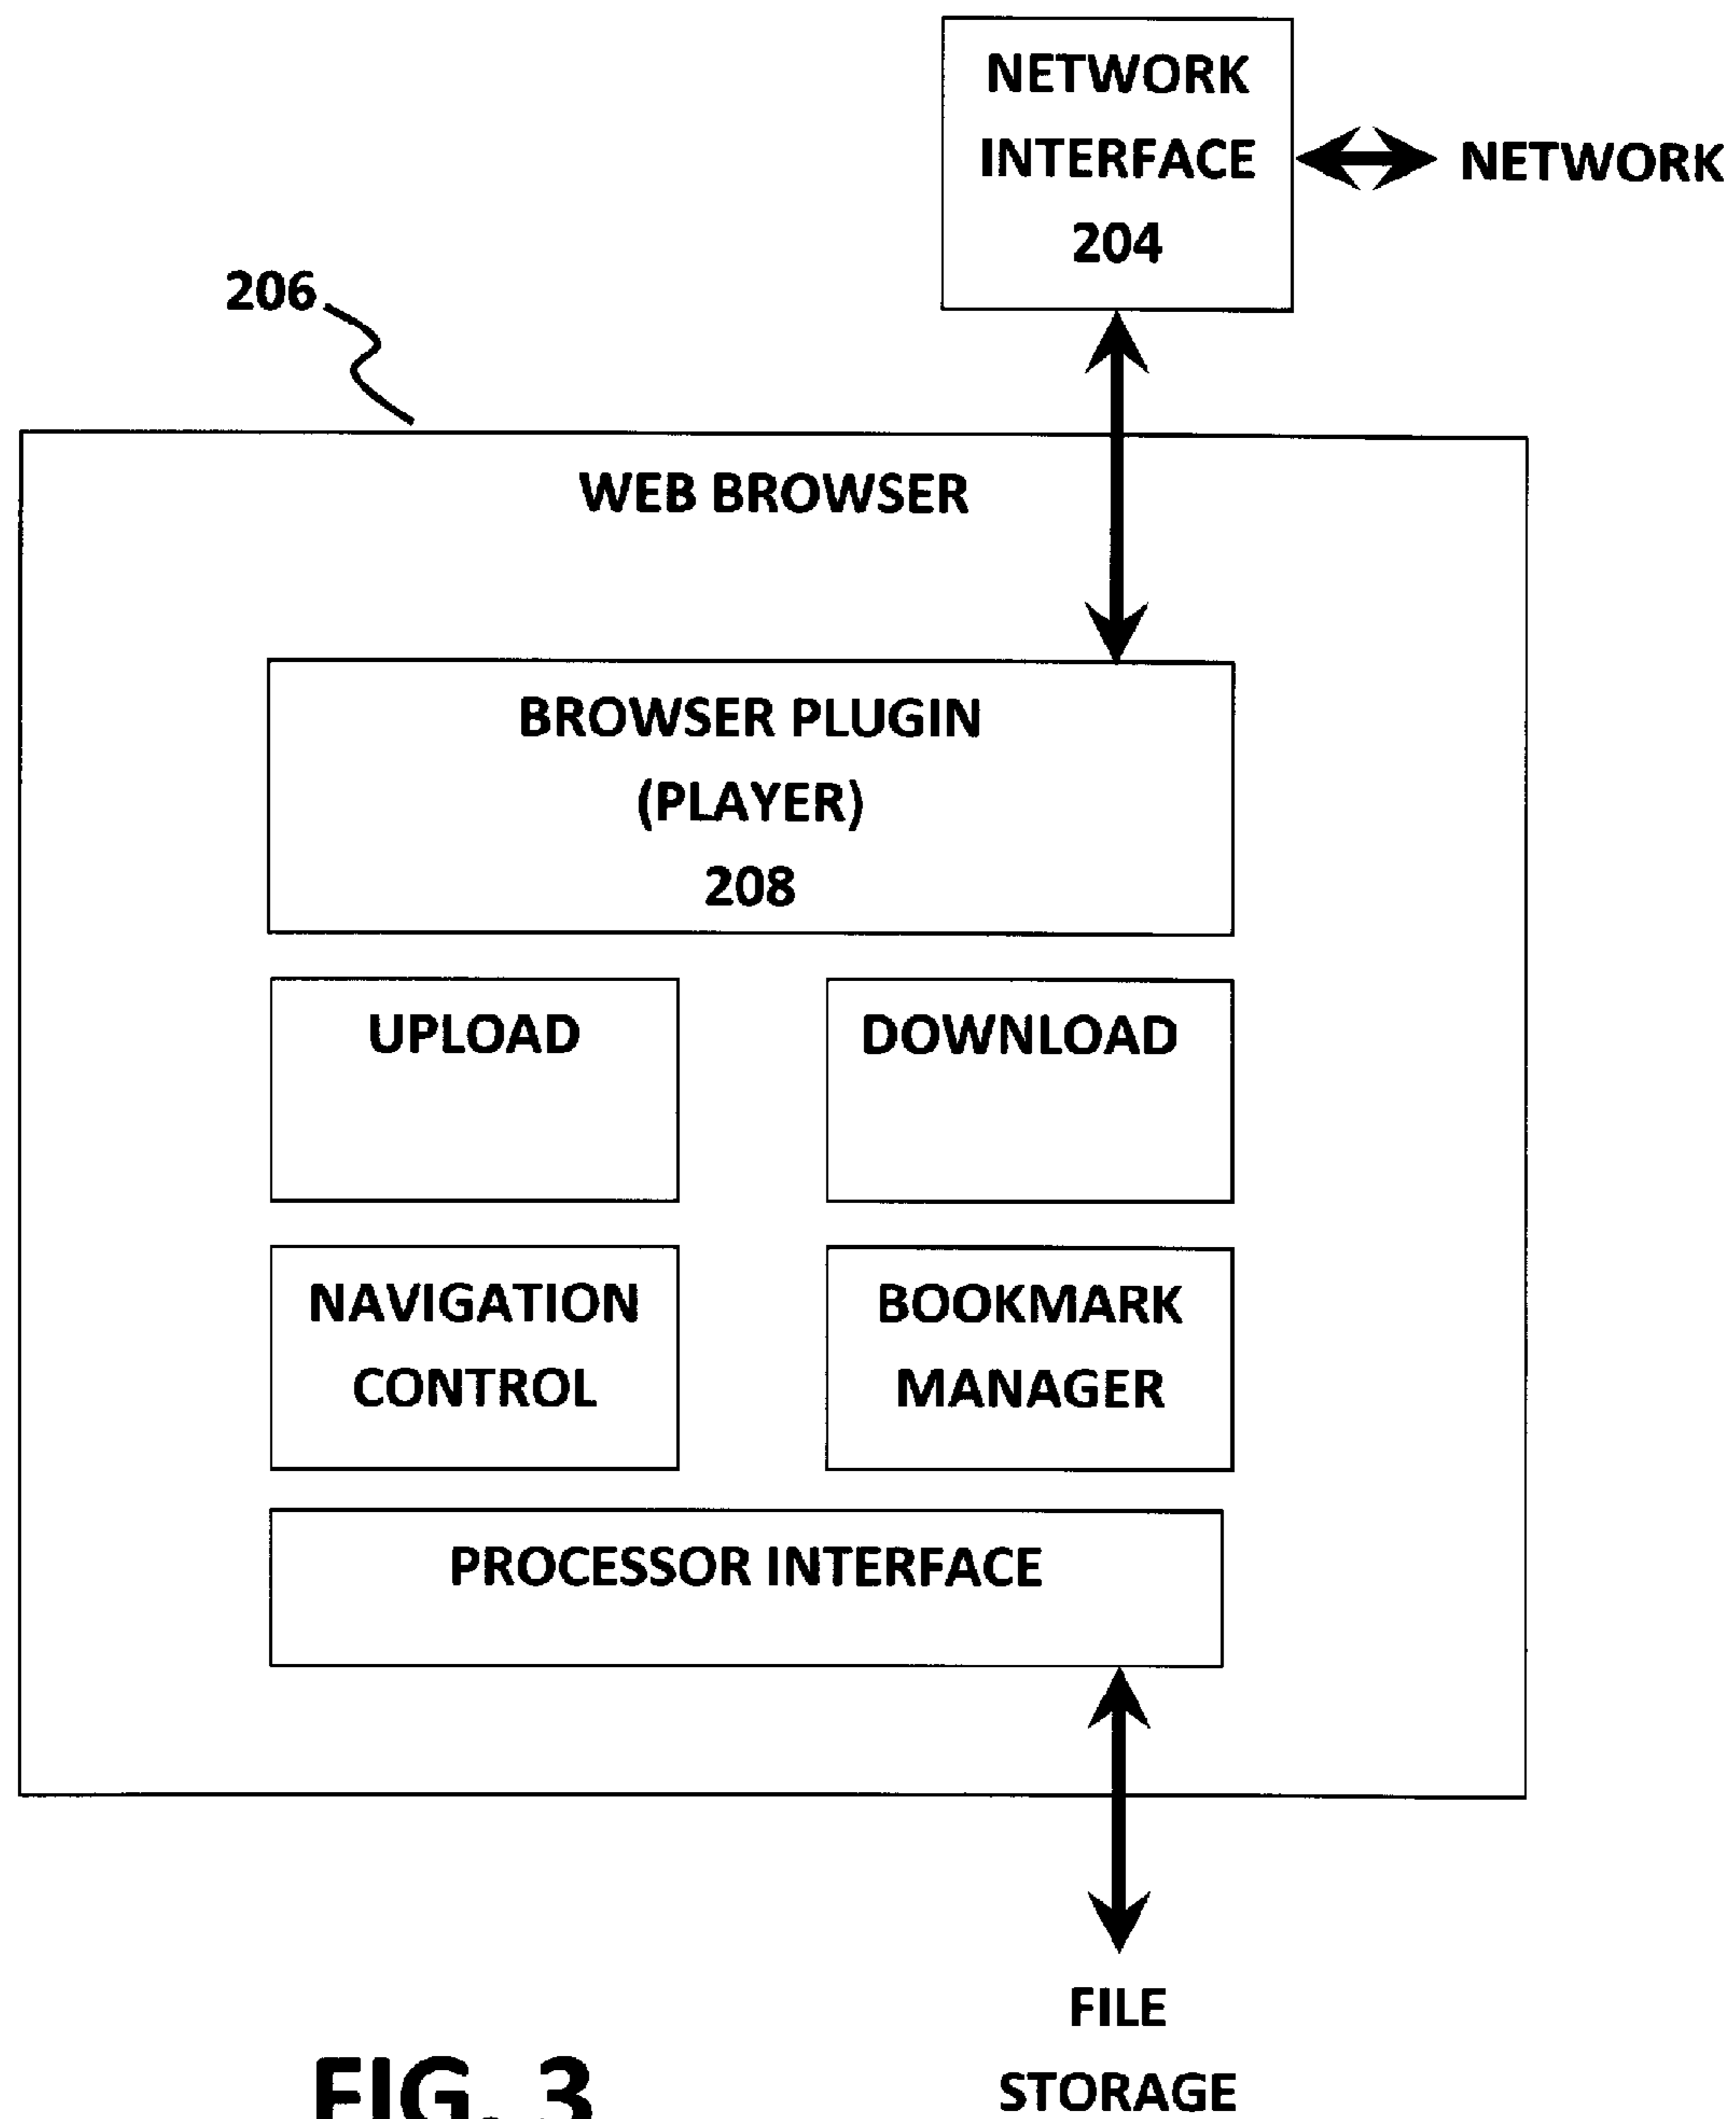 NETWORK
INTERFACE
204
NETWORK
206
WEB BROWSER
BROWSER PLUGIN
(PLAYER)
208
UPLOAD
DOWNLOAD
NAVIGATION
CONTROL
BOOKMARK
MANAGER
PROCESSOR INTERFACE
FILE
STORAGE
FIG. 3